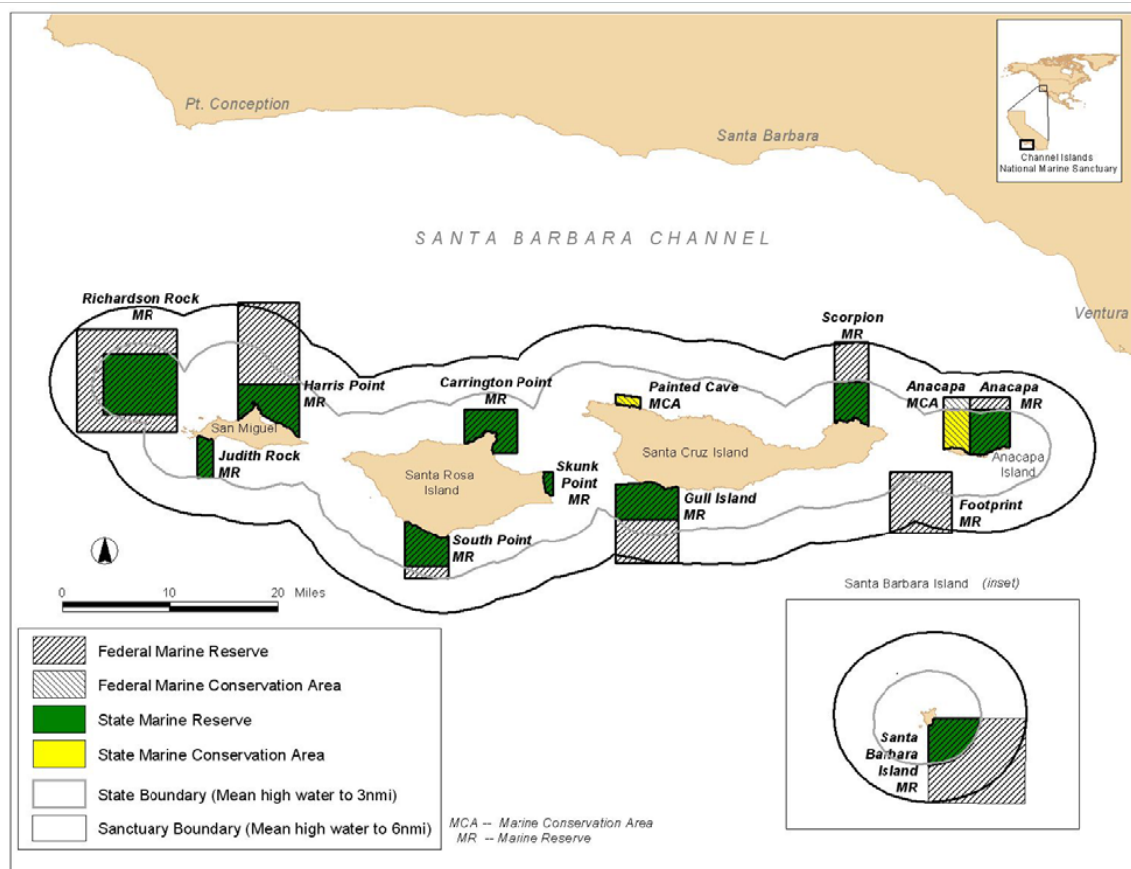 Pt. Conception
Santa Barbara
Channel Islands
National Marine Sanctuary
SANTA BARBARA CHANNEL
Ventura
Richardson Rock
MR
Harris Point
MR
San Miguel
Judith Rock
MR
Carrington Point
MR
Santa Rosa
Island
Skunk
Point
MR
South Point
MR
Painted Cave
MCA
Santa Cruz Island
Gull Island
MR
Scorpion
MR
Anacapa
MCA
Anacapa
MR
Anacapa
Island
Footprint
MR
0 10 20 Miles
Santa Barbara Island (inset)
Santa
Barbara
Island
MR
Federal Marine Reserve
Federal Marine Conservation Area
State Marine Reserve
State Marine Conservation Area
State Boundary (Mean high water to 3nmi)
Sanctuary Boundary (Mean high water to 6nmi)
MCA -- Marine Conservation Area
MR -- Marine Reserve